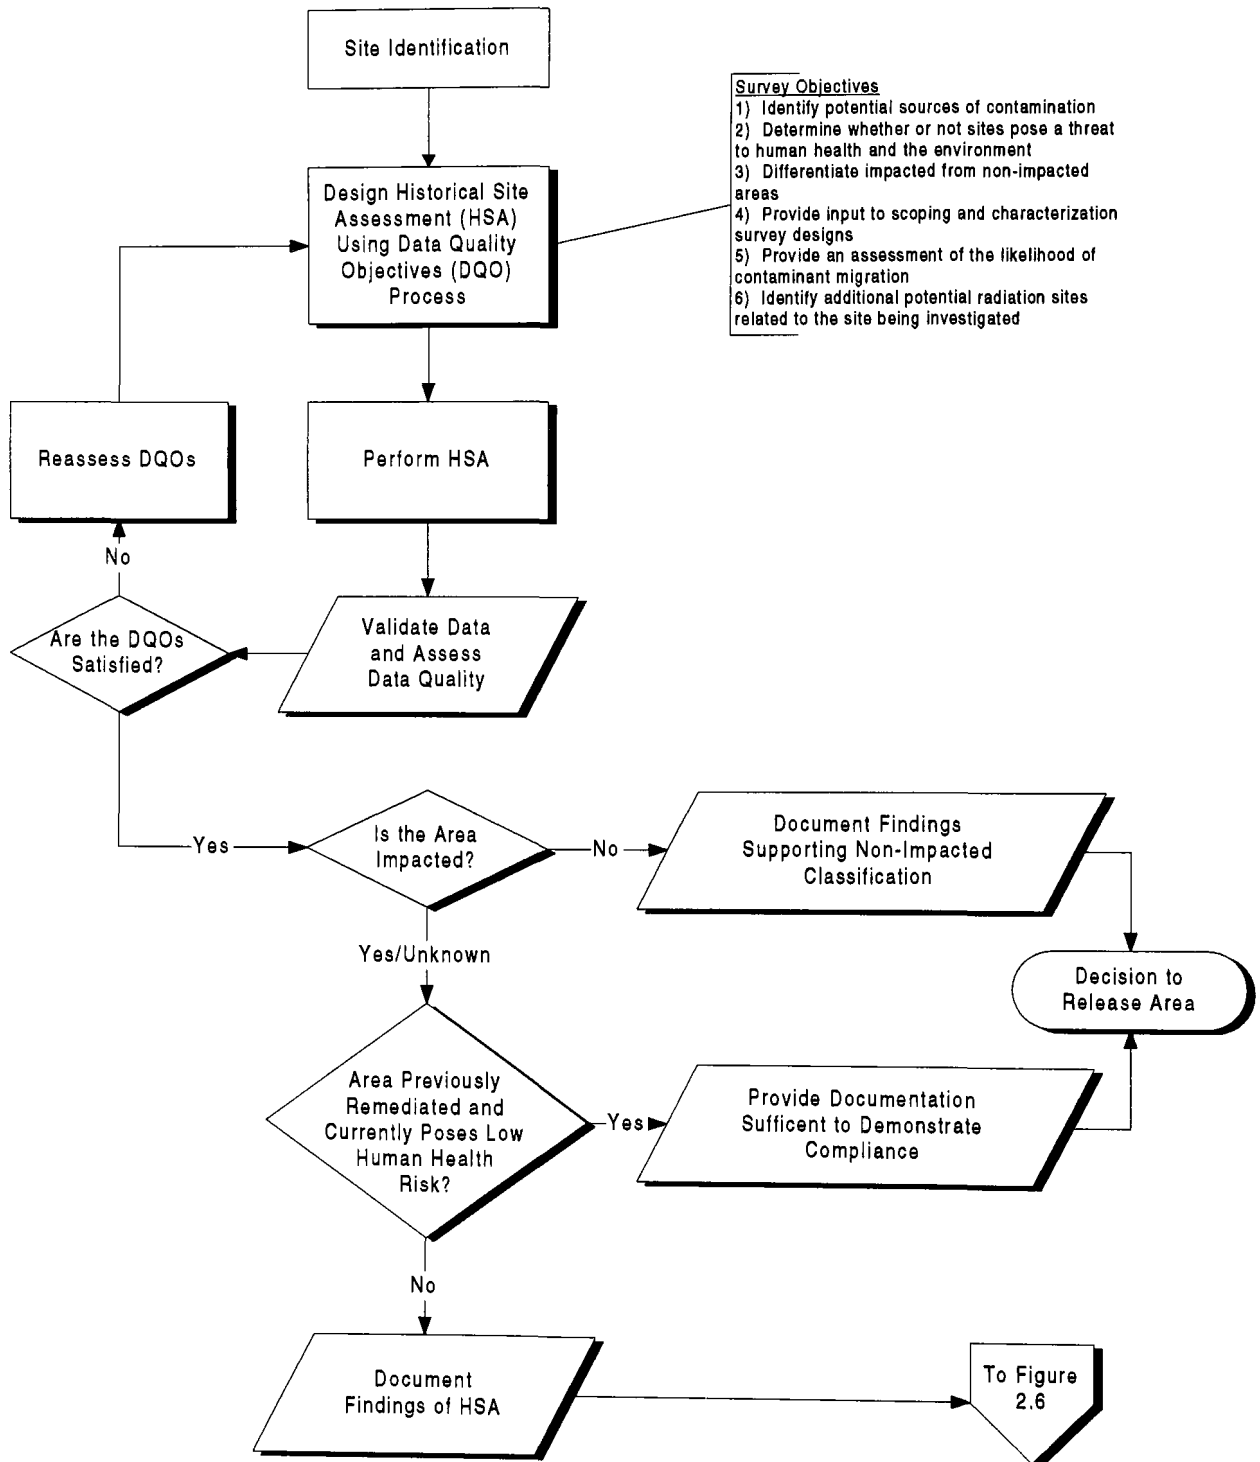 Site Identification
Survey Objectives
1) Identify potential sources of contamination
2) Determine whether or not sites pose a threat
to human health and the environment
3) Differentiate impacted from non-impacted
areas
4) Provide input to scoping and characterization
survey designs
5) Provide an assessment of the likelihood of
contaminant migration
6) Identify additional potential radiation sites
related to the site being investigated
Design Historical Site
Assessment (HSA)
Using Data Quality
Objectives (DQO)
Process
Reassess DQOs
Perform HSA
No
Are the DQOs
Satisfied?
Validate Data
and Assess
Data Quality
Yes
Is the Area
Impacted?
No
Document Findings
Supporting Non-Impacted
Classification
Yes/Unknown
Decision to
Release Area
Area Previously
Remediated and
Currently Poses Low
Human Health
Risk?
Yes
Provide Documentation
Sufficent to Demonstrate
Compliance
No
Document
Findings of HSA
To Figure
2.6